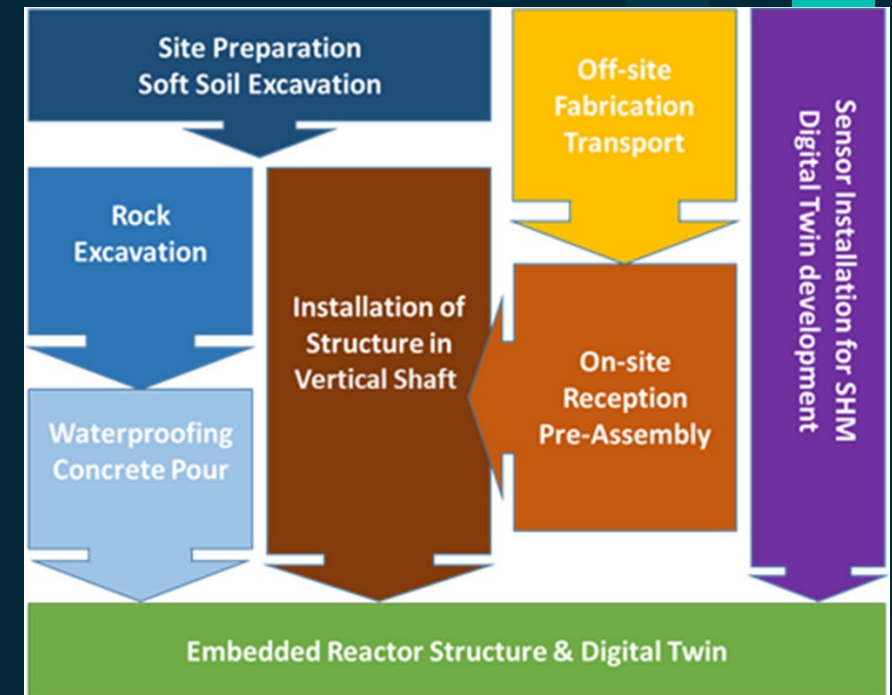 Site Preparation
Soft Soil Excavation
Off-site
Fabrication
Transport
Sensor Installation for SHM
Digital Twin development
Rock
Excavation
Installation of
Structure in
Vertical Shaft
On-site
Reception
Pre-Assembly
Waterproofing
Concrete Pour
Embedded Reactor Structure & Digital Twin